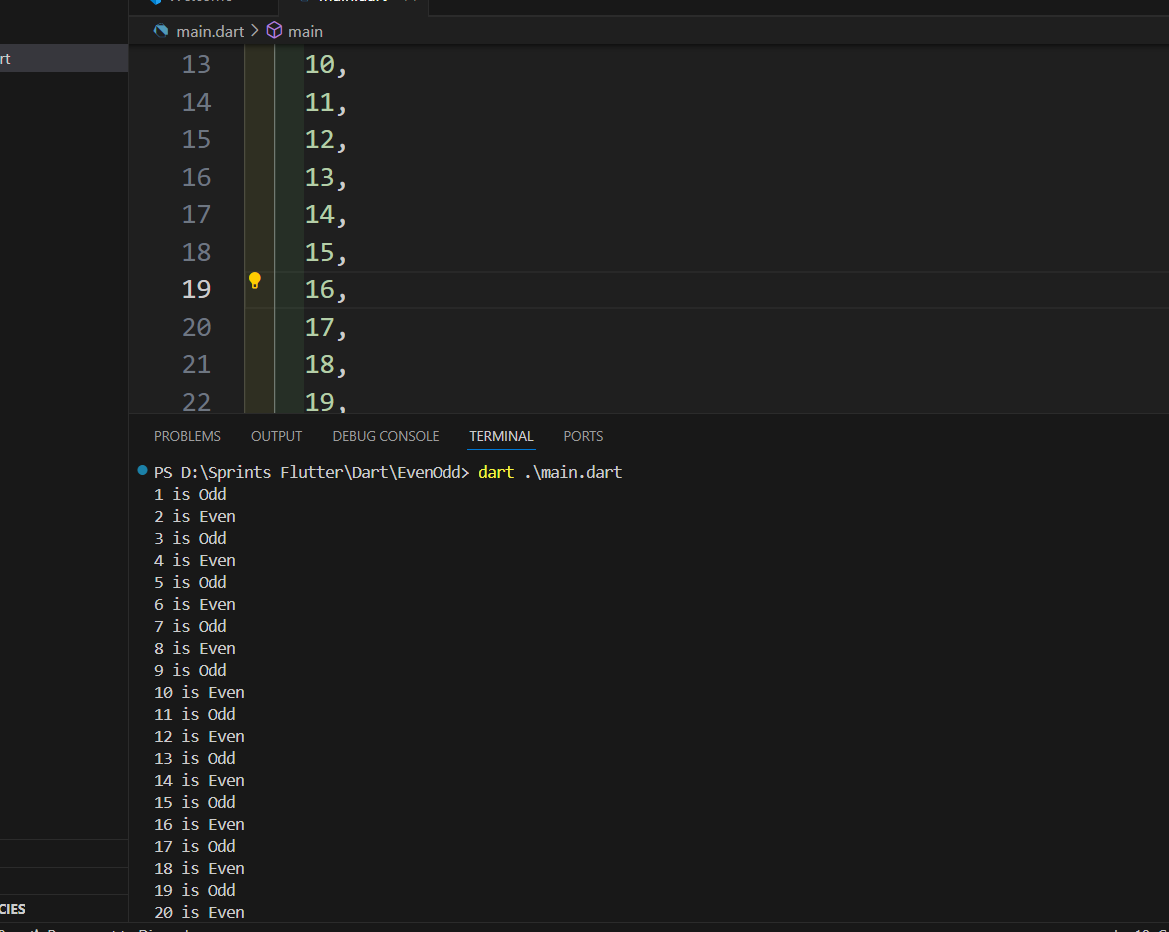 main.dart > main
rt
13 10,
14 11,
15 12,
16 13,
17 14,
18 15,
19 16,
20 17,
21 18,
22 19,
PROBLEMS OUTPUT DEBUG CONSOLE TERMINAL PORTS
PS D:\Sprints Flutter\Dart\EvenOdd> dart .\main.dart
1 is Odd
2 is Even
3 is Odd
4 is Even
5 is Odd
6 is Even
7 is Odd
8 is Even
9 is Odd
10 is Even
11 is Odd
12 is Even
13 is Odd
14 is Even
15 is Odd
16 is Even
17 is Odd
18 is Even
19 is Odd
20 is Even
CIES